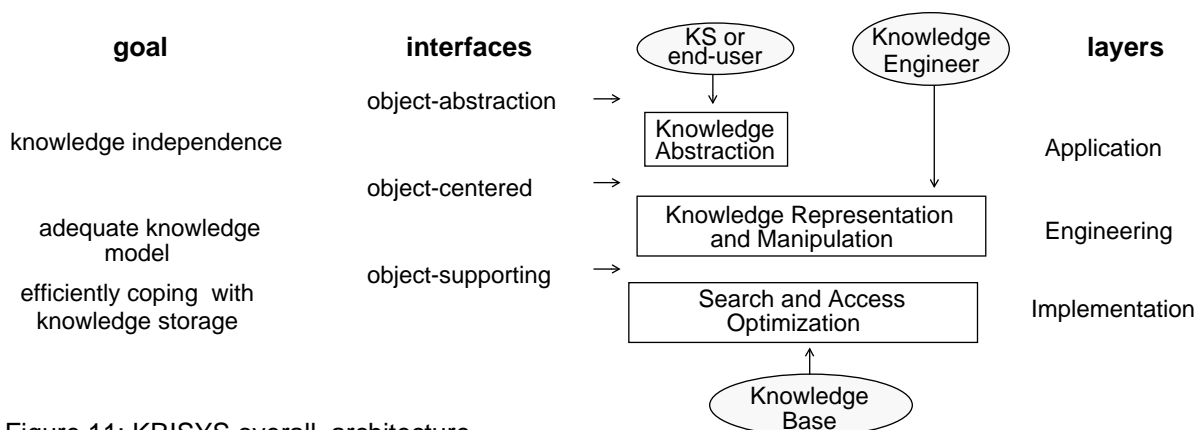 goal
interfaces
KS or
end-user
Knowledge
Engineer
layers
object-abstraction
knowledge independence
Knowledge
Abstraction
Application
object-centered
adequate knowledge
model
Knowledge Representation
and Manipulation
Engineering
object-supporting
efficiently coping with
knowledge storage
Search and Access
Optimization
Implementation
Knowledge
Base
Figure 11: KRISYS overall architecture